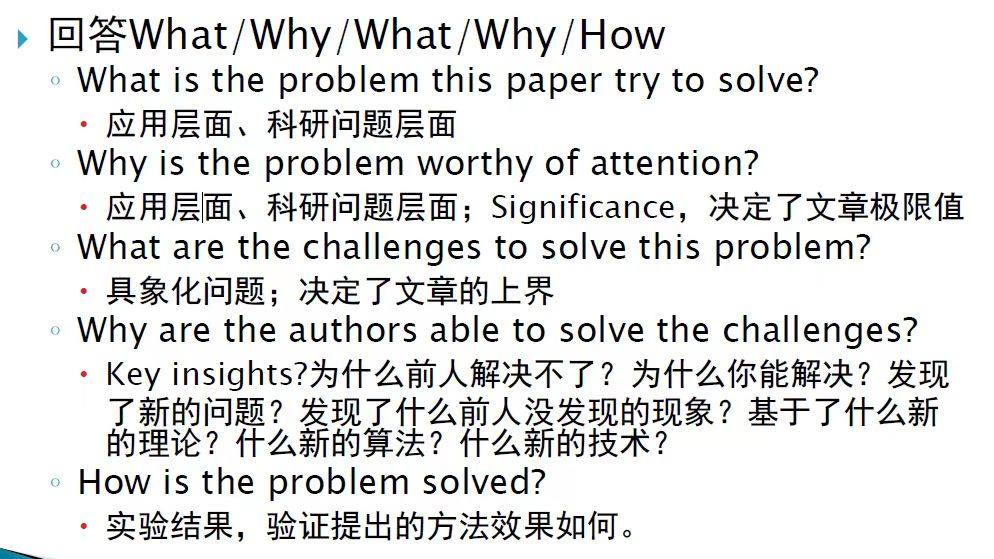 回答What/Why/What/Why/How
What is the problem this paper try to solve?
应用层面、科研问题层面
Why is the problem worthy of attention?
应用层面、科研问题层面；Significance，决定了文章极限值
What are the challenges to solve this problem?
具象化问题；决定了文章的上界
Why are the authors able to solve the challenges?
Key insights?为什么前人解决不了？为什么你能解决？发现
了新的问题？发现了什么前人没发现的现象？基于了什么新
的理论？什么新的算法？什么新的技术？
How is the problem solved?
实验结果，验证提出的方法效果如何。